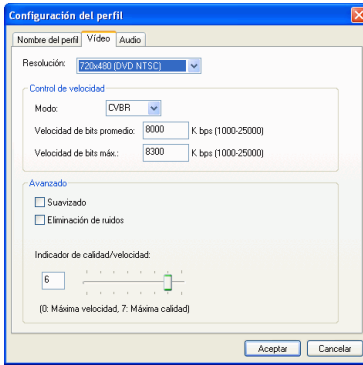 Configuración del perfil
Nombre del perfil Vídeo Audio
Resolución: 720x480 (DVD NTSC)
Control de velocidad
Modo: CVBR
Velocidad de bits promedio: 8000 K bps (1000-25000)
Velocidad de bits máx.: 8300 K bps (1000-25000)
Avanzado
Suavizado
Eliminación de ruidos
Indicador de calidad/velocidad:
6
(0: Máxima velocidad, 7: Máxima calidad)
Aceptar Cancelar